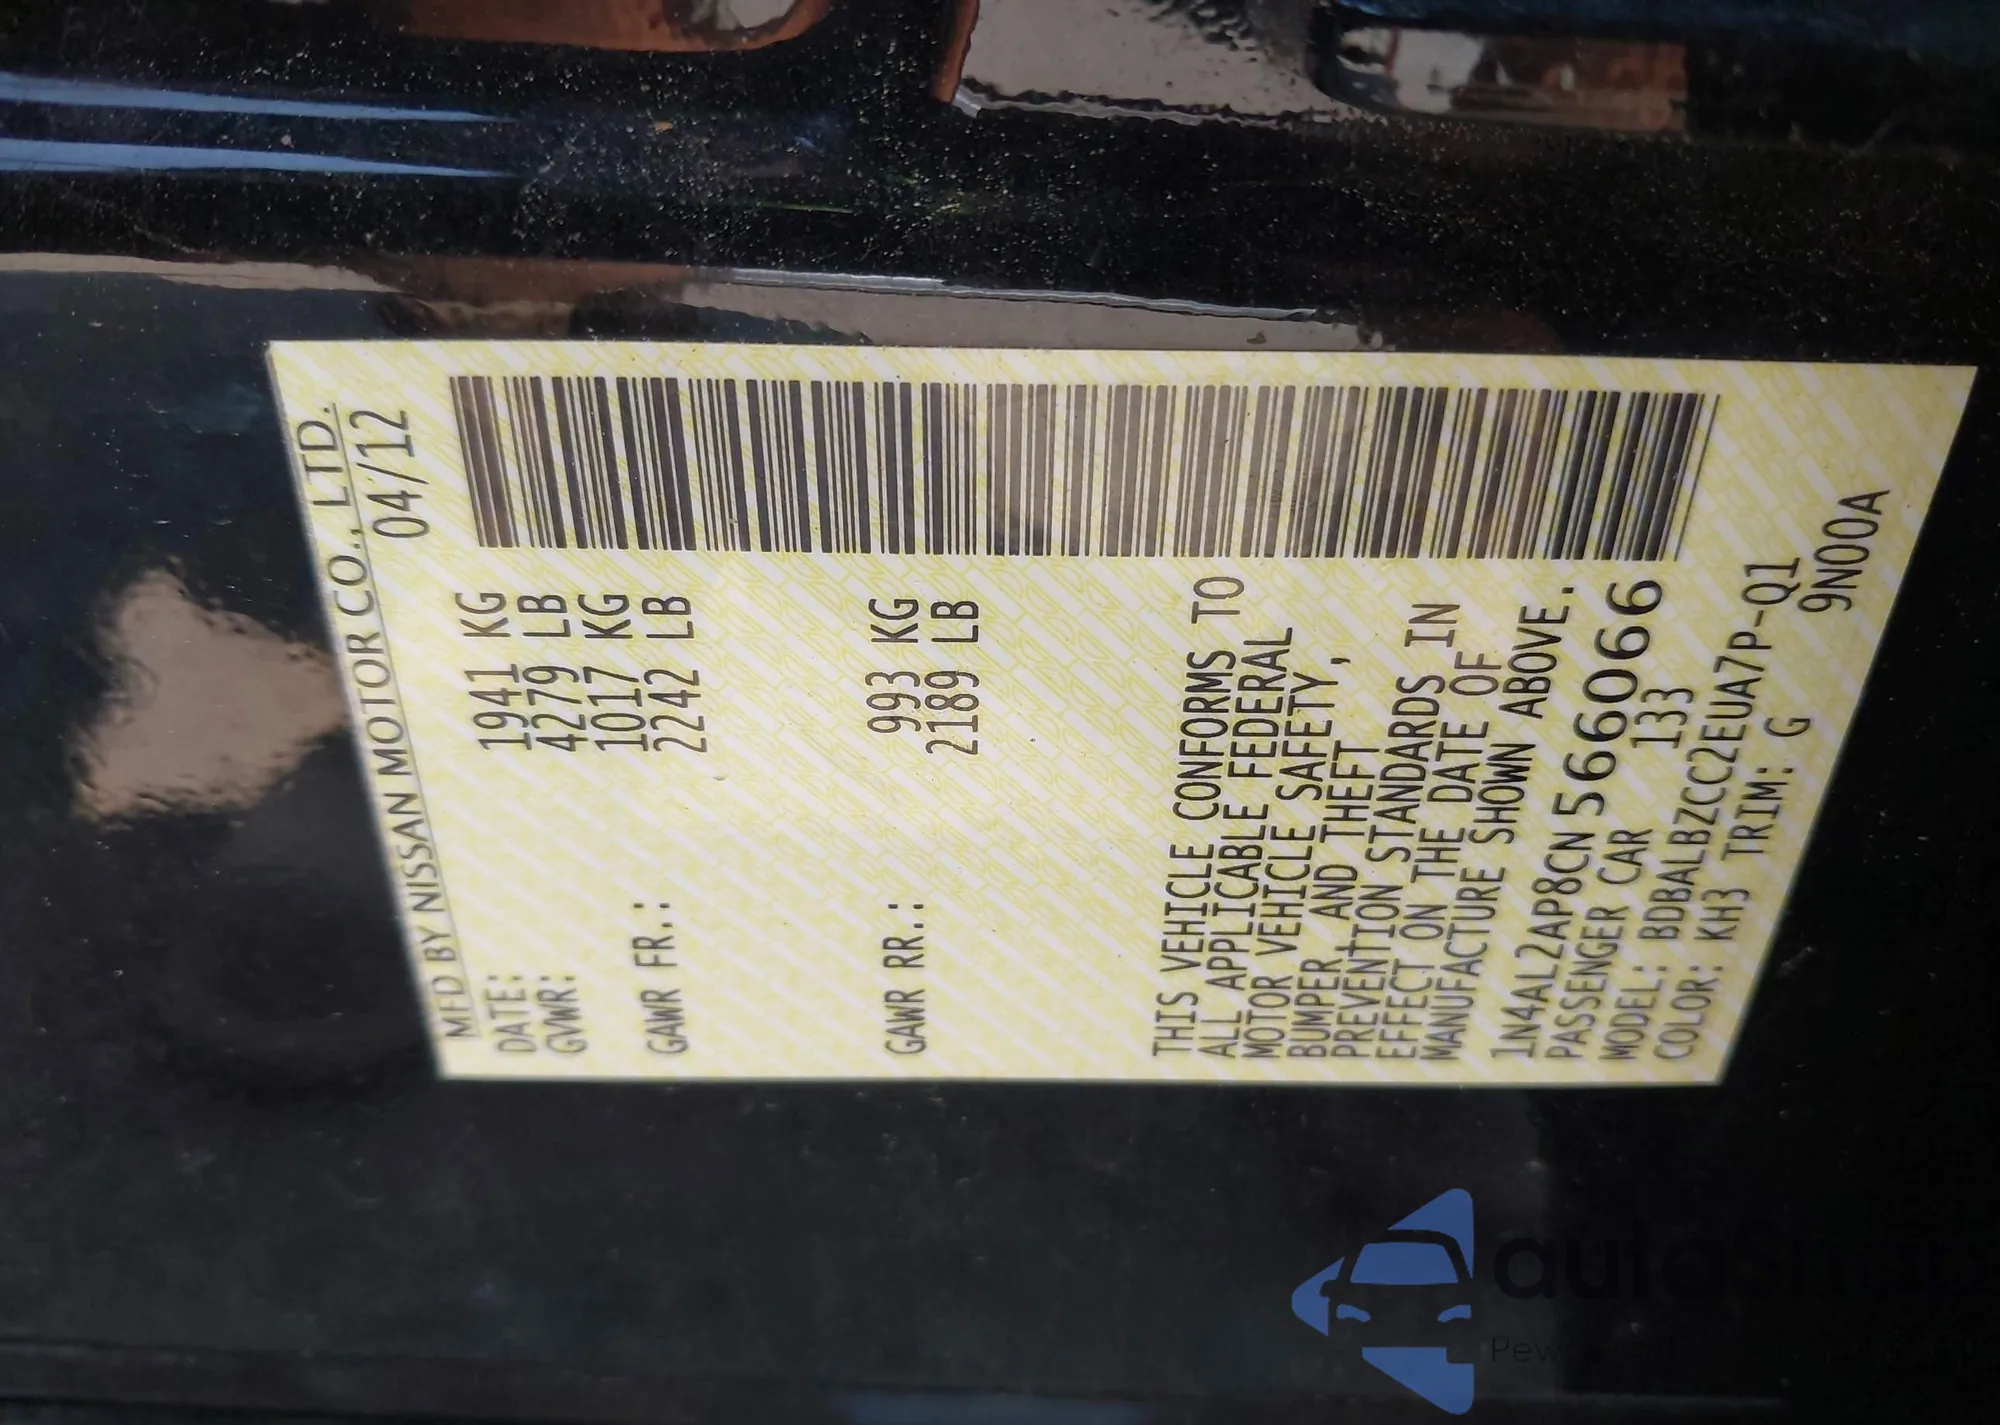 MFD BY NISSAN MOTOR CO., LTD.
DATE: 04/12
GVWR: 1941 KG
4279 LB
GAWR FR.: 1017 KG
2242 LB
GAWR RR.: 993 KG
2189 LB
THIS VEHICLE CONFORMS TO
ALL APPLICABLE FEDERAL
MOTOR VEHICLE SAFETY,
BUMPER, AND THEFT
PREVENTION STANDARDS IN
EFFECT ON THE DATE OF
MANUFACTURE SHOWN ABOVE.
1N4AL2AP8CN566066
PASSENGER CAR 133
MODEL: BDBALBZCC2EUA7P-Q1
COLOR: KH3 TRIM: G 9N00A